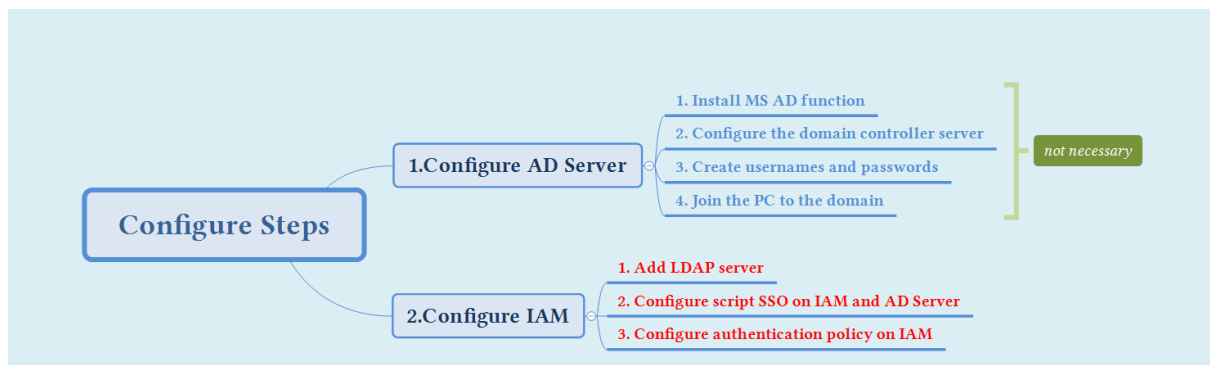 Configure Steps
1.Configure AD Server
1. Install MS AD function
2. Configure the domain controller server
3. Create usernames and passwords
4. Join the PC to the domain
not necessary
2.Configure IAM
1. Add LDAP server
2. Configure script SSO on IAM and AD Server
3. Configure authentication policy on IAM